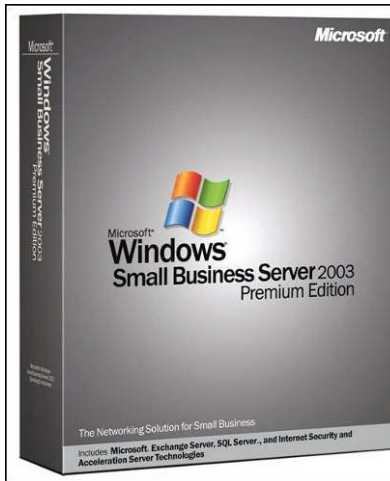 Microsoft
Microsoft
Windows
Small Business Server 2003
Premium Edition
Microsoft
Windows
Small Business Server 2003
Premium Edition
The Networking Solution for Small Business
Includes Microsoft Exchange Server, SQL Server, and Internet Security and
Acceleration Server Technologies